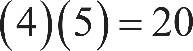 (4)(5) = 20